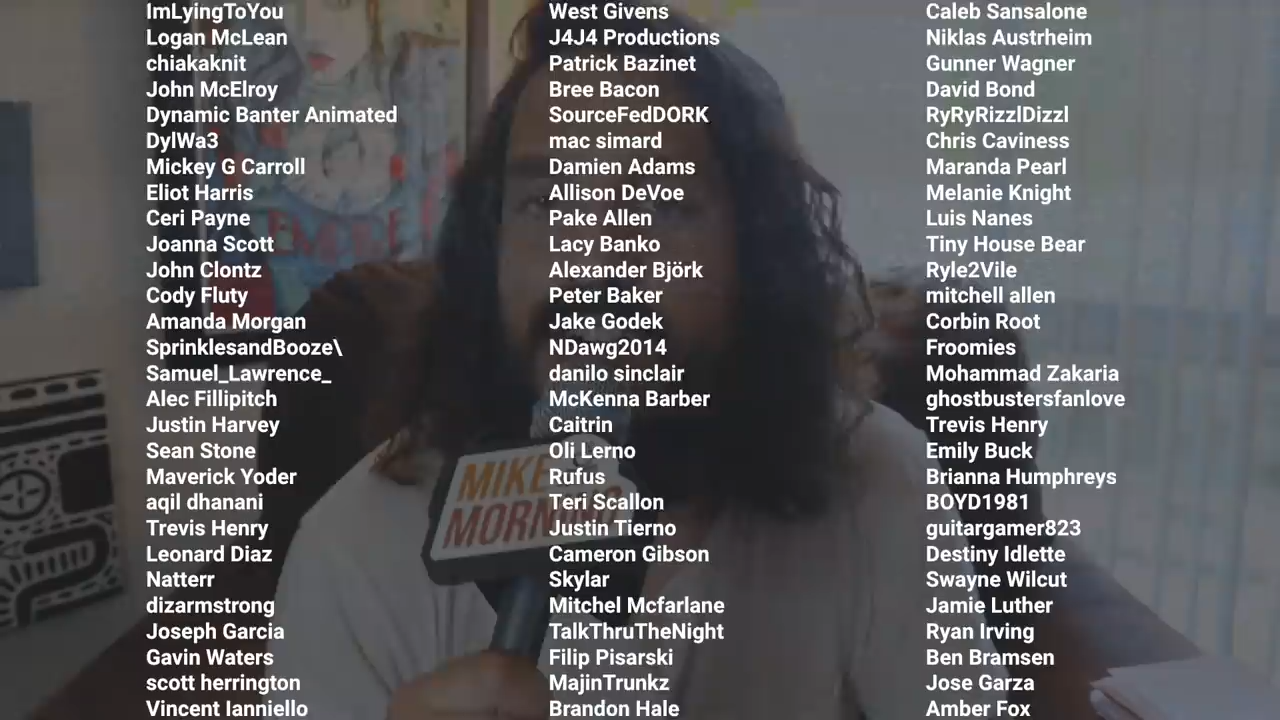 ImLyingToYou
Logan McLean
chiakaknit
John McElroy
Dynamic Banter Animated
DylWa3
Mickey G Carroll
Eliot Harris
Ceri Payne
Joanna Scott
John Clontz
Cody Fluty
Amanda Morgan
SprinklesandBooze\
Samuel_Lawrence_
Alec Fillipitch
Justin Harvey
Sean Stone
Maverick Yoder
aqil dhanani
Trevis Henry
Leonard Diaz
Natterr
dizarmstrong
Joseph Garcia
Gavin Waters
scott herrington
Vincent Ianniello
West Givens
J4J4 Productions
Patrick Bazinet
Bree Bacon
SourceFedDORK
mac simard
Damien Adams
Allison DeVoe
Pake Allen
Lacy Banko
Alexander Björk
Peter Baker
Jake Godek
NDawg2014
danilo sinclair
McKenna Barber
Caitrin
Oli Lerno
Rufus
Teri Scallon
Justin Tierno
Cameron Gibson
Skylar
Mitchel Mcfarlane
TalkThruTheNight
Filip Pisarski
MajinTrunkz
Brandon Hale
Caleb Sansalone
Niklas Austrheim
Gunner Wagner
David Bond
RyRyRizzlDizzl
Chris Caviness
Maranda Pearl
Melanie Knight
Luis Nanes
Tiny House Bear
Ryle2Vile
mitchell allen
Corbin Root
Froomies
Mohammad Zakaria
ghostbustersfanlove
Trevis Henry
Emily Buck
Brianna Humphreys
BOYD1981
guitargamer823
Destiny Idlette
Swayne Wilcut
Jamie Luther
Ryan Irving
Ben Bramsen
Jose Garza
Amber Fox